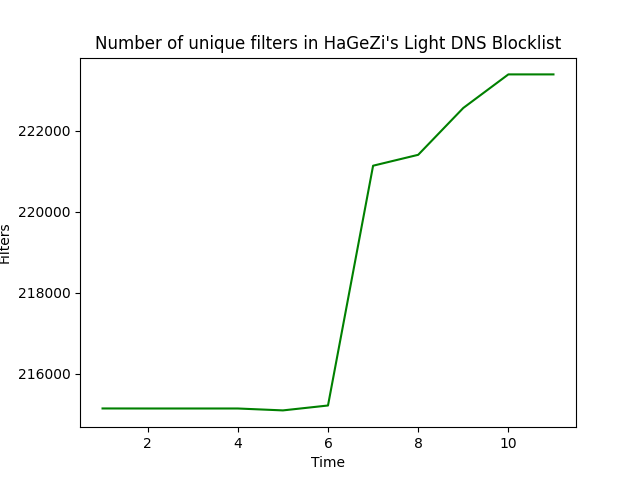 Number of unique filters in HaGeZi's Light DNS Blocklist
Filters
222000
220000
218000
216000
2 4 6 8 10
Time